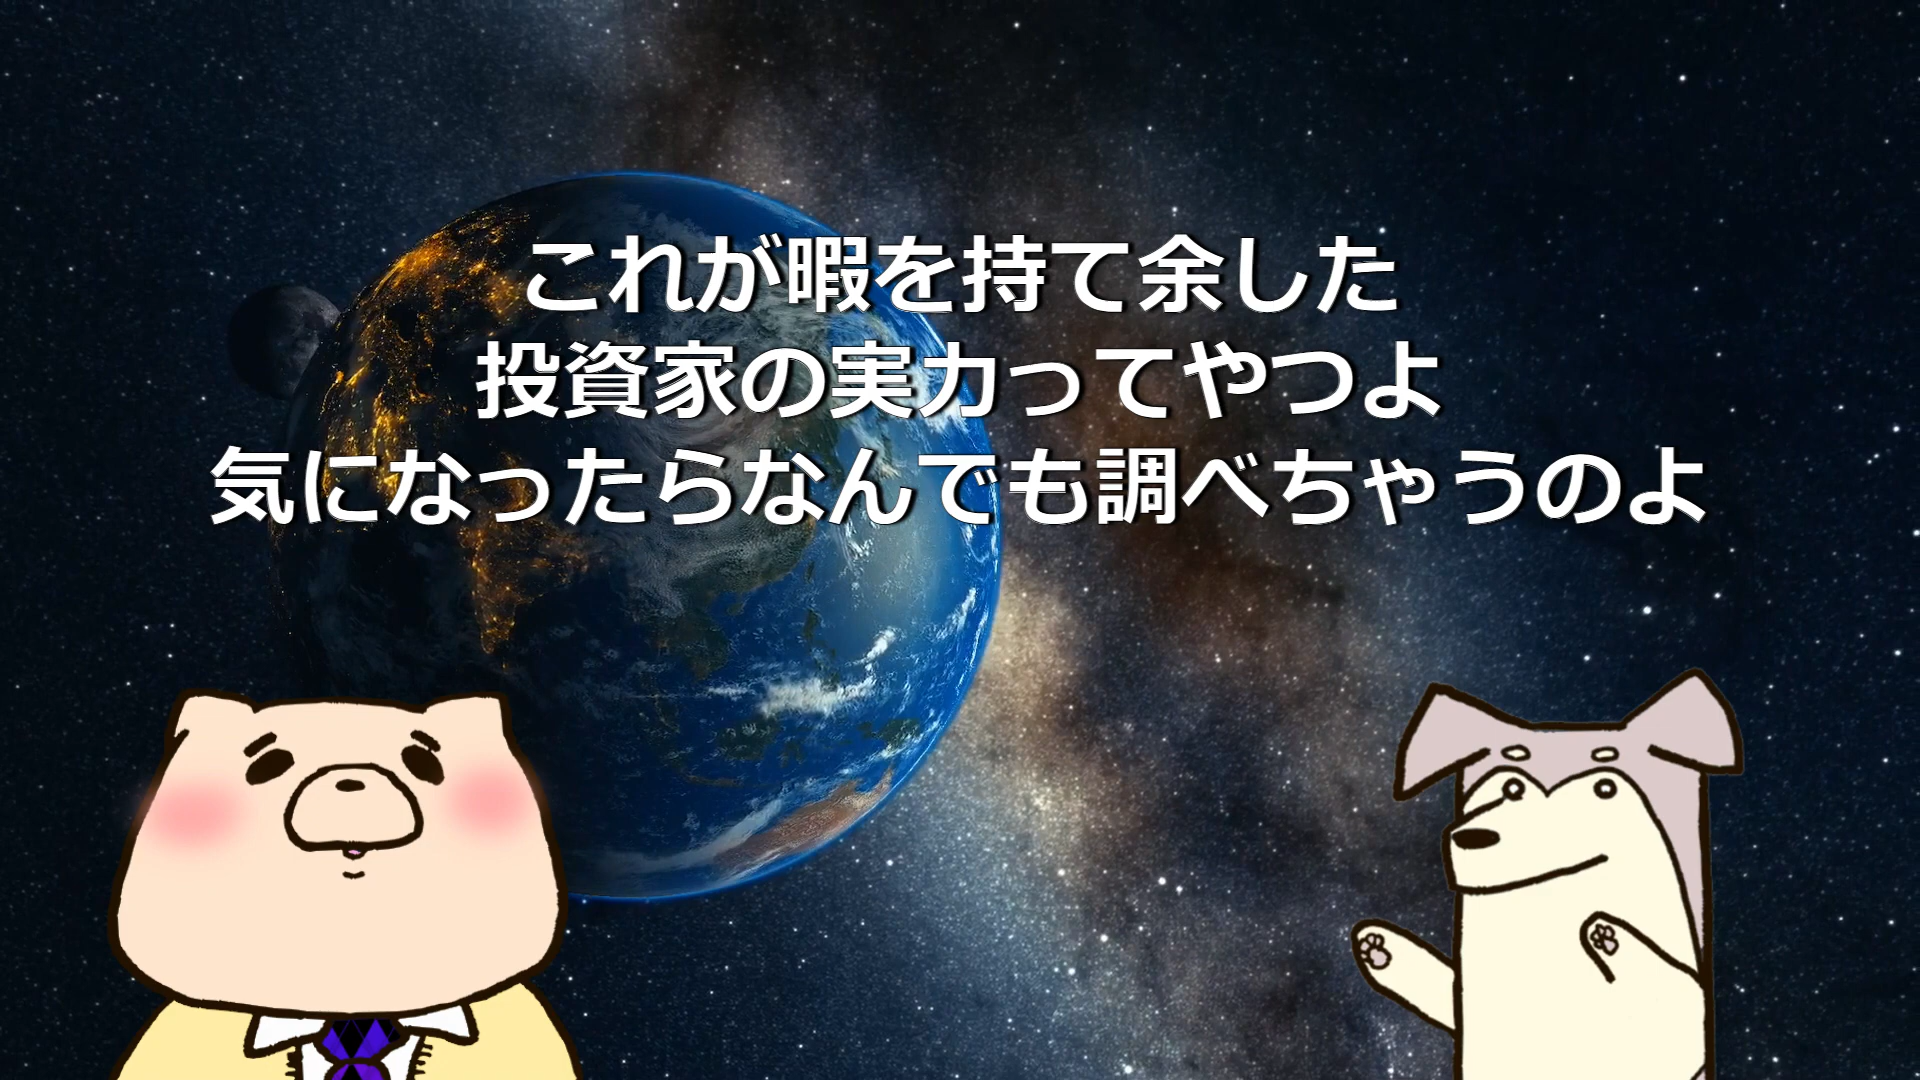 これが暇を持て余した
投資家の実力ってやつよ
気になったらなんでも調べちゃうのよ